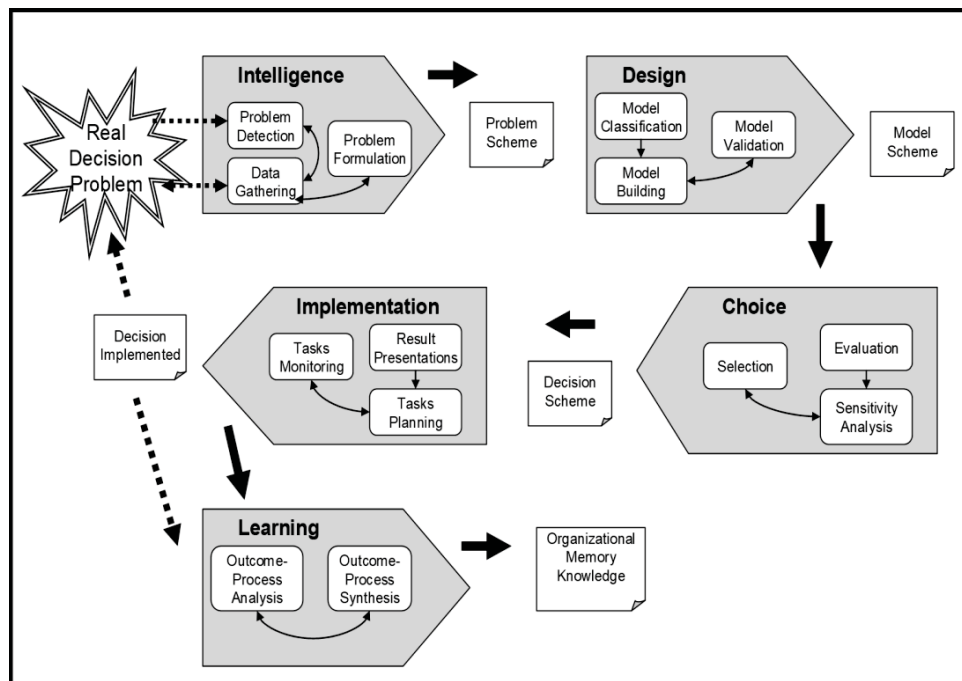 Real
Decision
Problem
Intelligence
Problem
Detection
Data
Gathering
Problem
Formulation
Problem
Scheme
Design
Model
Classification
Model
Building
Model
Validation
Model
Scheme
Choice
Evaluation
Selection
Sensitivity
Analysis
Decision
Scheme
Implementation
Result
Presentations
Tasks
Monitoring
Tasks
Planning
Decision
Implemented
Learning
Outcome-
Process
Analysis
Outcome-
Process
Synthesis
Organizational
Memory
Knowledge